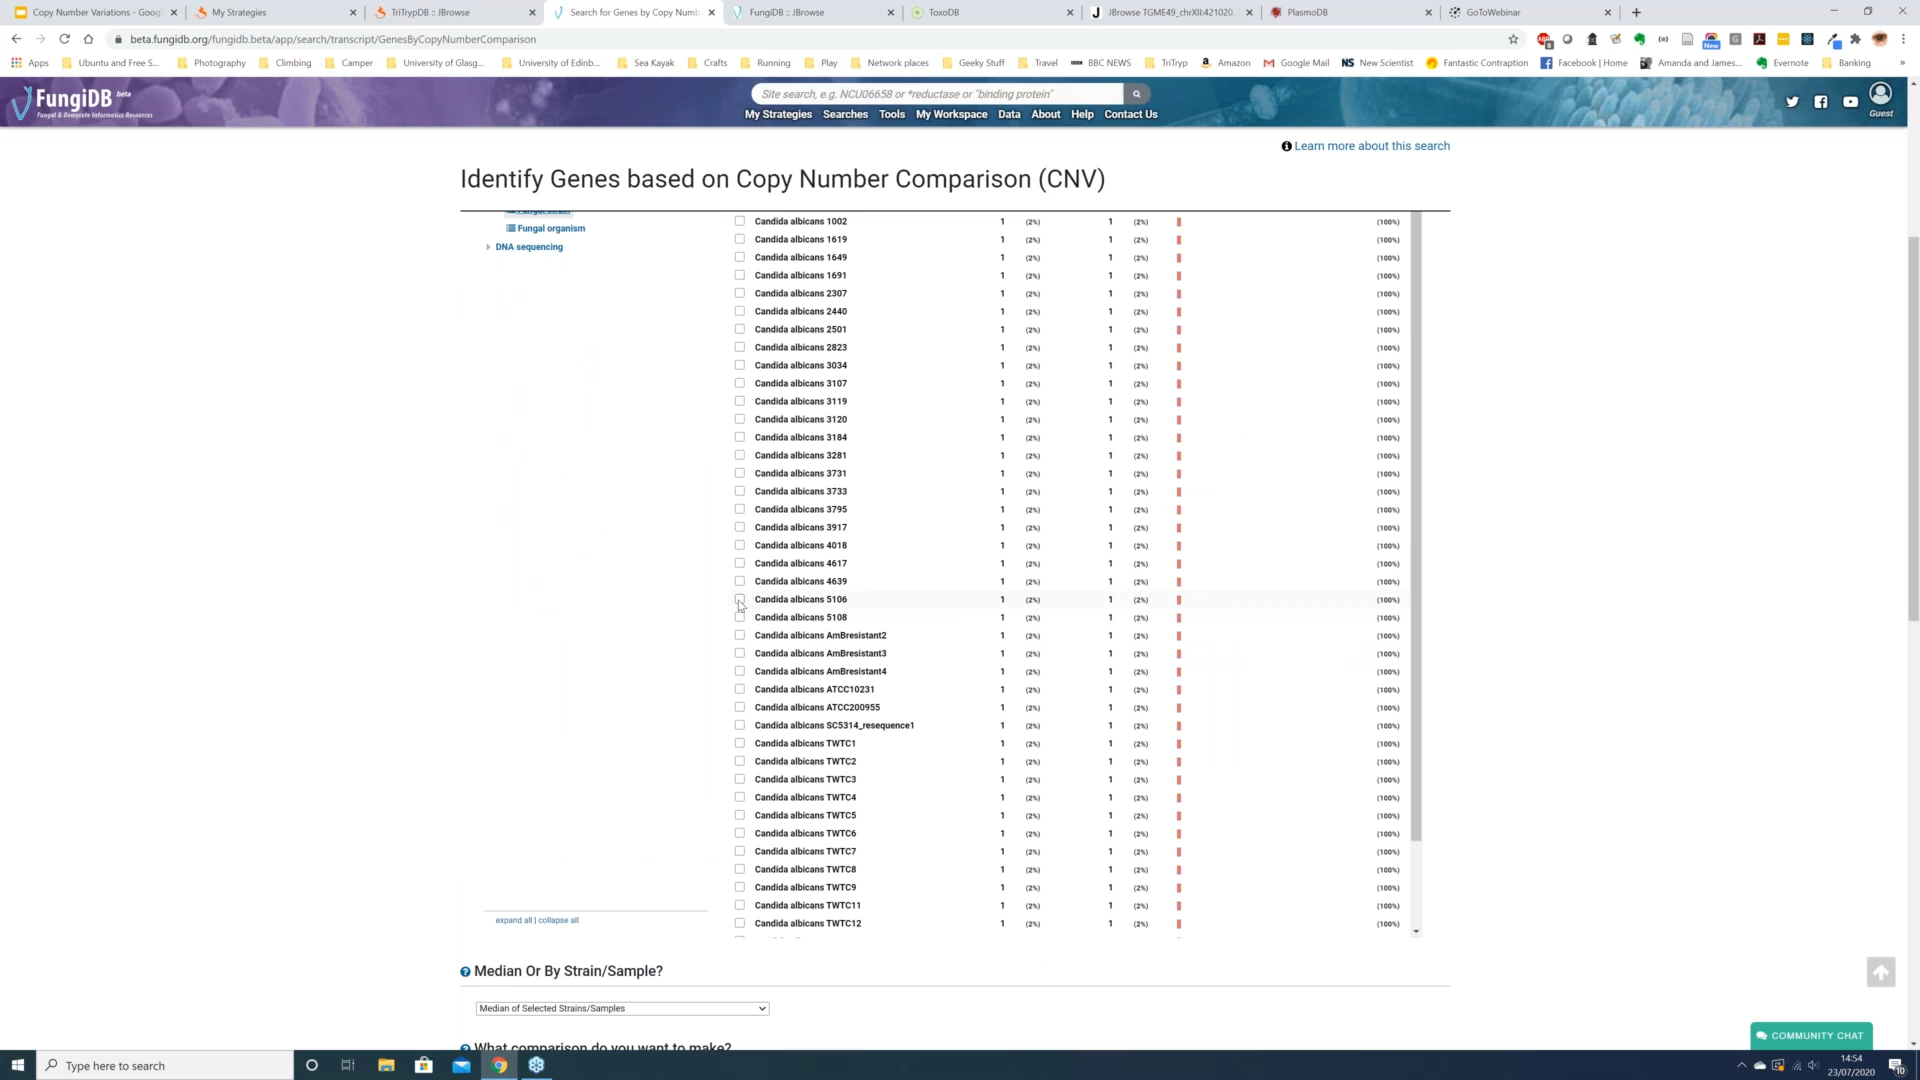 Copy Number Variations - Googl
My Strategies
TriTrypDB :: JBrowse
Search for Genes by Copy Numb
FungiDB :: JBrowse
ToxoDB
JBrowse TGME49_chrXII:421020.
PlasmoDB
GoToWebinar
beta.fungidb.org/fungidb.beta/app/search/transcript/GenesByCopyNumberComparison
Apps
Ubuntu and Free S...
Photography
Climbing
Camper
University of Glasg...
University of Edinb...
Sea Kayak
Crafts
Running
Play
Network places
Geeky Stuff
Travel
BBC NEWS
TriTryp
Amazon
Google Mail
NS New Scientist
Fantastic Contraption
Facebook | Home
Amanda and James...
Evernote
Banking
FungiDB beta
Fungal & Oomycete Informatics Resources
Site search, e.g. NCU06658 or *reductase or "binding protein"
My Strategies Searches Tools My Workspace Data About Help Contact Us
Guest
Learn more about this search
Identify Genes based on Copy Number Comparison (CNV)
Fungal organism
DNA sequencing
Candida albicans 1002 1 (2%) 1 (2%) (100%)
Candida albicans 1619 1 (2%) 1 (2%) (100%)
Candida albicans 1649 1 (2%) 1 (2%) (100%)
Candida albicans 1691 1 (2%) 1 (2%) (100%)
Candida albicans 2307 1 (2%) 1 (2%) (100%)
Candida albicans 2440 1 (2%) 1 (2%) (100%)
Candida albicans 2501 1 (2%) 1 (2%) (100%)
Candida albicans 2823 1 (2%) 1 (2%) (100%)
Candida albicans 3034 1 (2%) 1 (2%) (100%)
Candida albicans 3107 1 (2%) 1 (2%) (100%)
Candida albicans 3119 1 (2%) 1 (2%) (100%)
Candida albicans 3120 1 (2%) 1 (2%) (100%)
Candida albicans 3184 1 (2%) 1 (2%) (100%)
Candida albicans 3281 1 (2%) 1 (2%) (100%)
Candida albicans 3731 1 (2%) 1 (2%) (100%)
Candida albicans 3733 1 (2%) 1 (2%) (100%)
Candida albicans 3795 1 (2%) 1 (2%) (100%)
Candida albicans 3917 1 (2%) 1 (2%) (100%)
Candida albicans 4018 1 (2%) 1 (2%) (100%)
Candida albicans 4617 1 (2%) 1 (2%) (100%)
Candida albicans 4639 1 (2%) 1 (2%) (100%)
Candida albicans 5106 1 (2%) 1 (2%) (100%)
Candida albicans 5108 1 (2%) 1 (2%) (100%)
Candida albicans AmBresistant2 1 (2%) 1 (2%) (100%)
Candida albicans AmBresistant3 1 (2%) 1 (2%) (100%)
Candida albicans AmBresistant4 1 (2%) 1 (2%) (100%)
Candida albicans ATCC10231 1 (2%) 1 (2%) (100%)
Candida albicans ATCC200955 1 (2%) 1 (2%) (100%)
Candida albicans SC5314_resequence1 1 (2%) 1 (2%) (100%)
Candida albicans TWTC1 1 (2%) 1 (2%) (100%)
Candida albicans TWTC2 1 (2%) 1 (2%) (100%)
Candida albicans TWTC3 1 (2%) 1 (2%) (100%)
Candida albicans TWTC4 1 (2%) 1 (2%) (100%)
Candida albicans TWTC5 1 (2%) 1 (2%) (100%)
Candida albicans TWTC6 1 (2%) 1 (2%) (100%)
Candida albicans TWTC7 1 (2%) 1 (2%) (100%)
Candida albicans TWTC8 1 (2%) 1 (2%) (100%)
Candida albicans TWTC9 1 (2%) 1 (2%) (100%)
Candida albicans TWTC11 1 (2%) 1 (2%) (100%)
Candida albicans TWTC12 1 (2%) 1 (2%) (100%)
expand all | collapse all
Median Or By Strain/Sample?
Median of Selected Strains/Samples
What comparison do you want to make?
COMMUNITY CHAT
Type here to search
14:54
23/07/2020
10